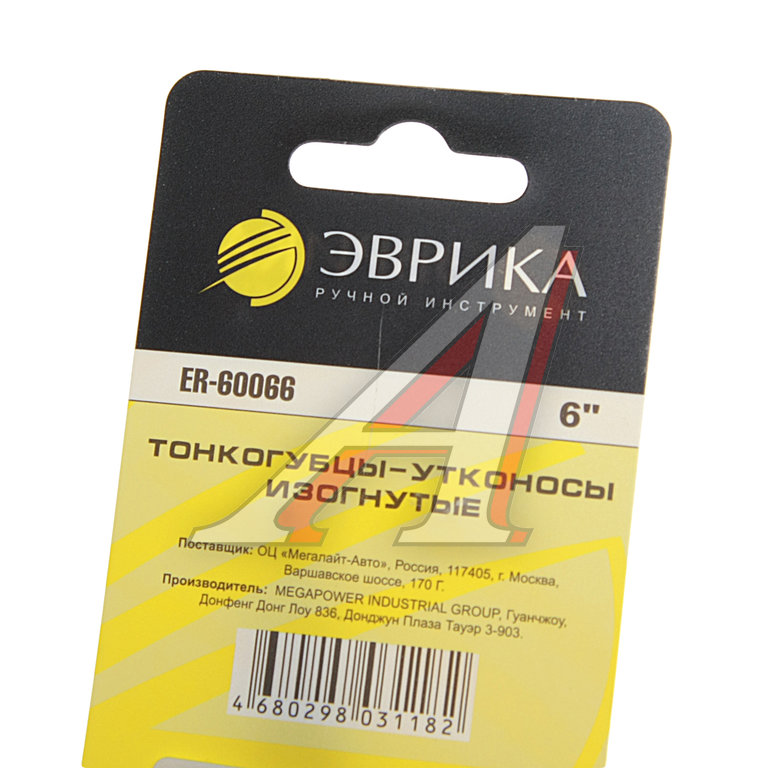 ЭВРИКА
РУЧНОЙ ИНСТРУМЕНТ
ER-60066
6"
ТОНКОГУБЦЫ-УТКОНОСЫ
ИЗОГНУТЫЕ
Поставщик: ОЦ «Мегалайт-Авто», Россия, 117405, г. Москва,
Варшавское шоссе, 170 Г.
Производитель: MEGAPOWER INDUSTRIAL GROUP, Гуанчжоу,
Донфенг Донг Лоу 836, Донджун Плаза Тауэр 3-903.
4 680298 031182